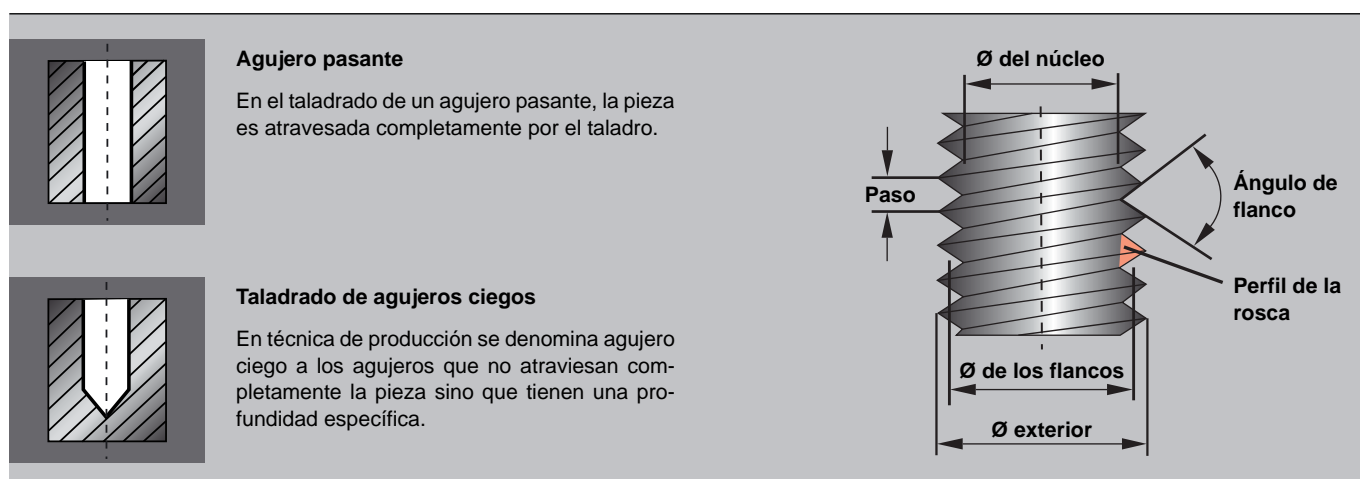 Agujero pasante
En el taladrado de un agujero pasante, la pieza
es atravesada completamente por el taladro.
Taladrado de agujeros ciegos
En técnica de producción se denomina agujero
ciego a los agujeros que no atraviesan com-
pletamente la pieza sino que tienen una pro-
fundidad específica.
Ø del núcleo
Paso
Ángulo de
flanco
Perfil de la
rosca
Ø de los flancos
Ø exterior